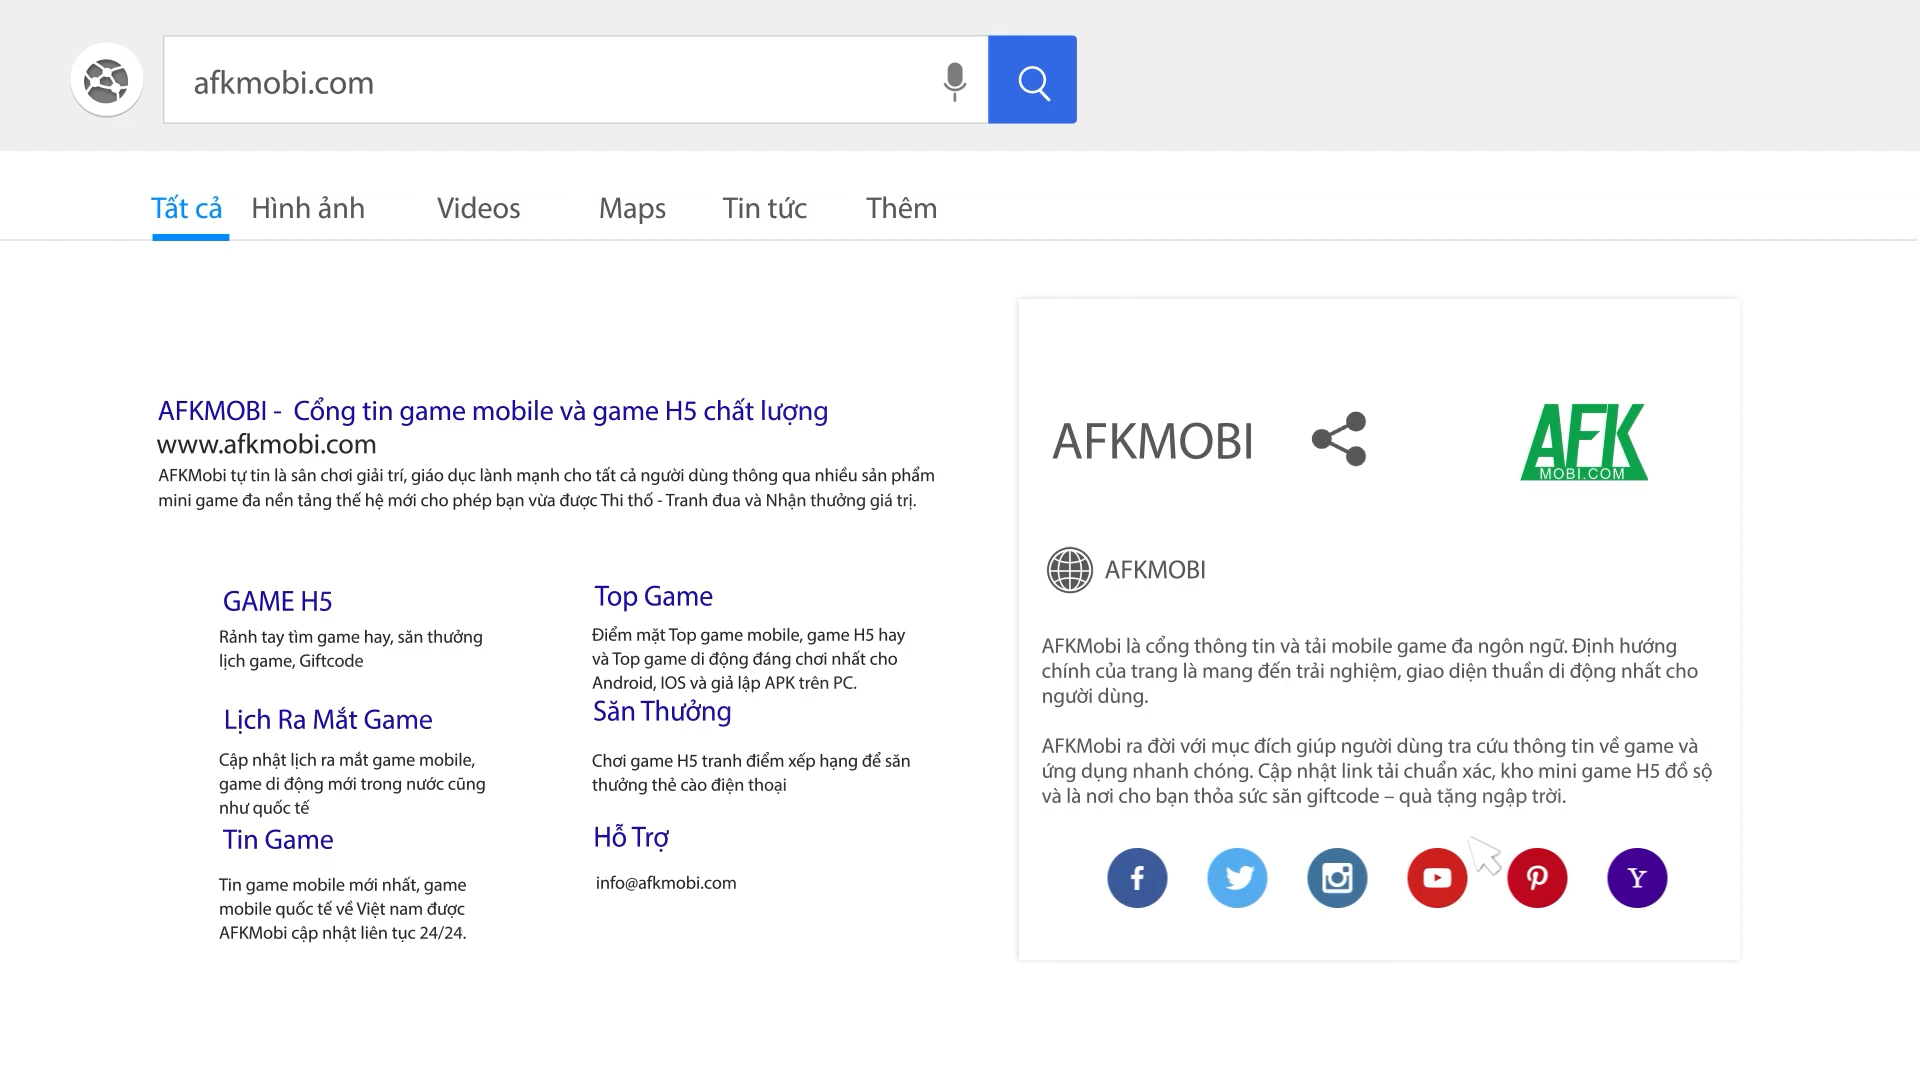 afkmobi.com
Tất cả Hình ảnh Videos Maps Tin tức Thêm
AFKMOBI - Cổng tin game mobile và game H5 chất lượng
www.afkmobi.com
AFKMobi tự tin là sân chơi giải trí, giáo dục lành mạnh cho tất cả người dùng thông qua nhiều sản phẩm
mini game đa nền tảng thế hệ mới cho phép bạn vừa được Thi thố - Tranh đua và Nhận thưởng giá trị.
GAME H5
Rảnh tay tìm game hay, săn thưởng
lịch game, Giftcode
Lịch Ra Mắt Game
Cập nhật lịch ra mắt game mobile,
game di động mới trong nước cũng
như quốc tế
Tin Game
Tin game mobile mới nhất, game
mobile quốc tế về Việt nam được
AFKMobi cập nhật liên tục 24/24.
Top Game
Điểm mặt Top game mobile, game H5 hay
và Top game di động đáng chơi nhất cho
Android, IOS và giả lập APK trên PC.
Săn Thưởng
Chơi game H5 tranh điểm xếp hạng để săn
thưởng thẻ cào điện thoại
Hỗ Trợ
info@afkmobi.com
AFKMOBI
AFK
MOBI.COM
AFKMOBI
AFKMobi là cổng thông tin và tải mobile game đa ngôn ngữ. Định hướng
chính của trang là mang đến trải nghiệm, giao diện thuần di động nhất cho
người dùng.
AFKMobi ra đời với mục đích giúp người dùng tra cứu thông tin về game và
ứng dụng nhanh chóng. Cập nhật link tải chuẩn xác, kho mini game H5 đồ sộ
và là nơi cho bạn thỏa sức săn giftcode – quà tặng ngập trời.